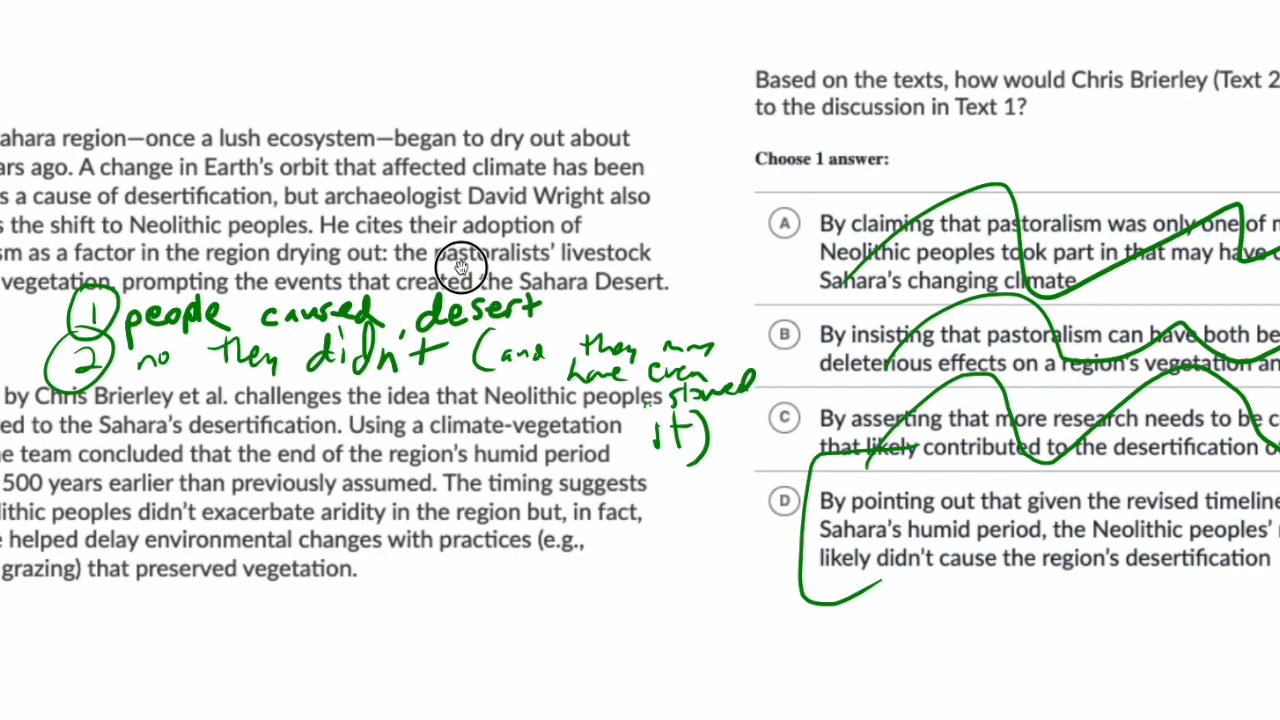 ahara region—once a lush ecosystem—began to dry out about
ars ago. A change in Earth's orbit that affected climate has been
s a cause of desertification, but archaeologist David Wright also
s the shift to Neolithic peoples. He cites their adoption of
sm as a factor in the region drying out: the pastoralists' livestock
vegetation, prompting the events that created the Sahara Desert.
1 people caused desert
2 no they didn't (and they may
have even
slowed
it)
by Chris Brierley et al. challenges the idea that Neolithic peoples
ed to the Sahara's desertification. Using a climate-vegetation
e team concluded that the end of the region's humid period
500 years earlier than previously assumed. The timing suggests
lithic peoples didn't exacerbate aridity in the region but, in fact,
e helped delay environmental changes with practices (e.g.,
grazing) that preserved vegetation.
Based on the texts, how would Chris Brierley (Text 2
to the discussion in Text 1?
Choose 1 answer:
A By claiming that pastoralism was only one of m
Neolithic peoples took part in that may have c
Sahara's changing climate
B By insisting that pastoralism can have both be
deleterious effects on a region's vegetation an
C By asserting that more research needs to be c
that likely contributed to the desertification o
D By pointing out that given the revised timeline
Sahara's humid period, the Neolithic peoples'
likely didn't cause the region's desertification